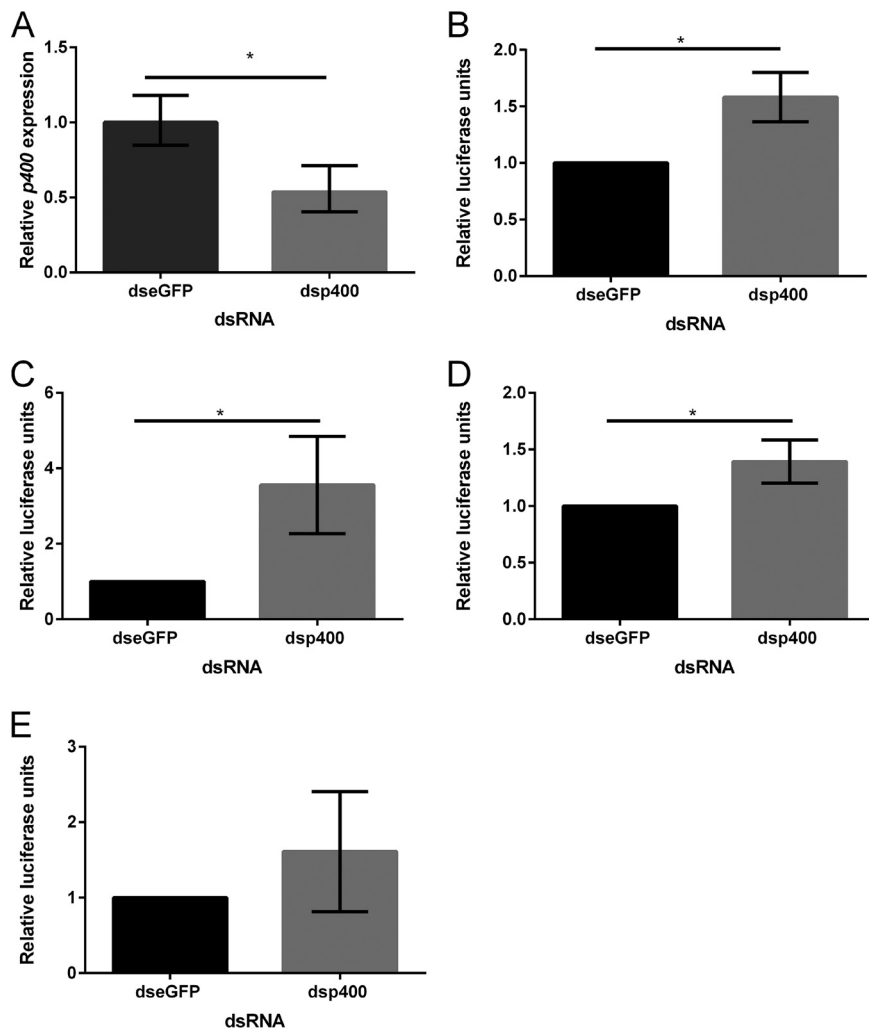 A
Relative p400 expression
1.5
1.0
0.5
0.0
*
dseGFP dsp400
dsRNA
B
Relative luciferase units
2.0
1.5
1.0
0.5
0.0
*
dseGFP dsp400
dsRNA
C
Relative luciferase units
6
4
2
0
*
dseGFP dsp400
dsRNA
D
Relative luciferase units
2.0
1.5
1.0
0.5
0.0
*
dseGFP dsp400
dsRNA
E
Relative luciferase units
3
2
1
0
dseGFP dsp400
dsRNA